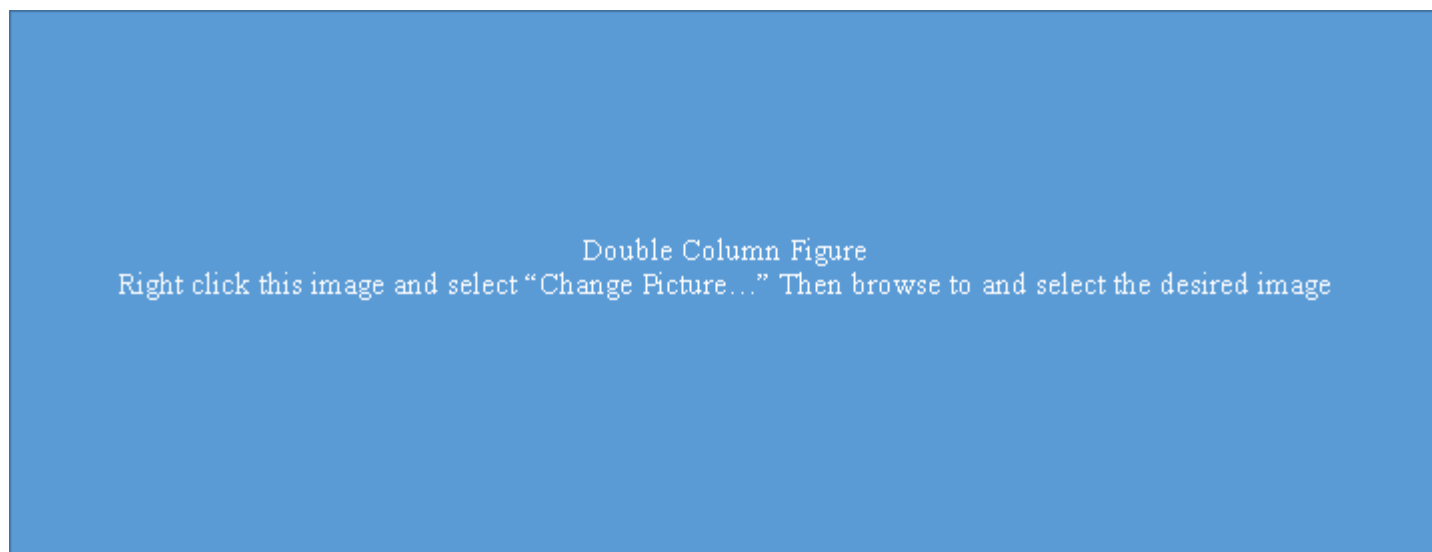 Double Column Figure
Right click this image and select “Change Picture…” Then browse to and select the desired image